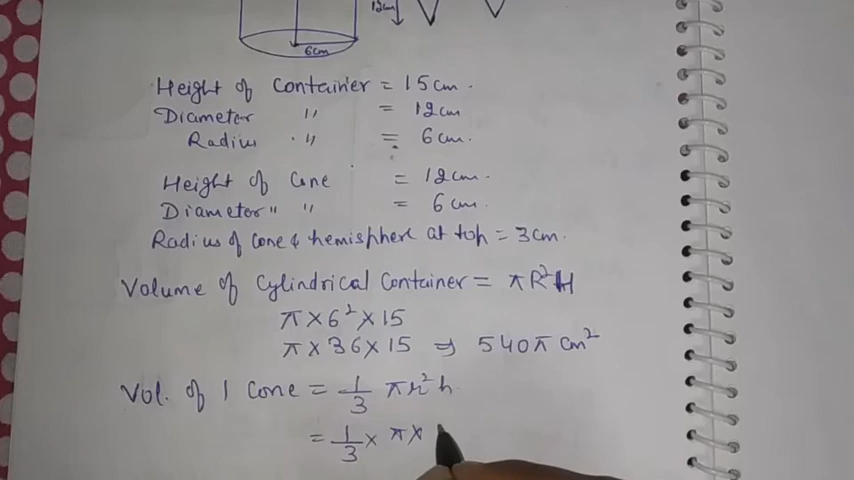 12cm
6cm
Height of Container = 15cm.
Diameter " = 12cm
Radius " = 6cm.
Height of Cone = 12cm.
Diameter " " = 6cm.
Radius of cone & hemisphere at top = 3cm.
Volume of Cylindrical Container = πR²H
π×6²×15
π×36×15 ⇒ 540π cm²
Vol. of 1 Cone = 1/3 πr²h.
= 1/3 × π×